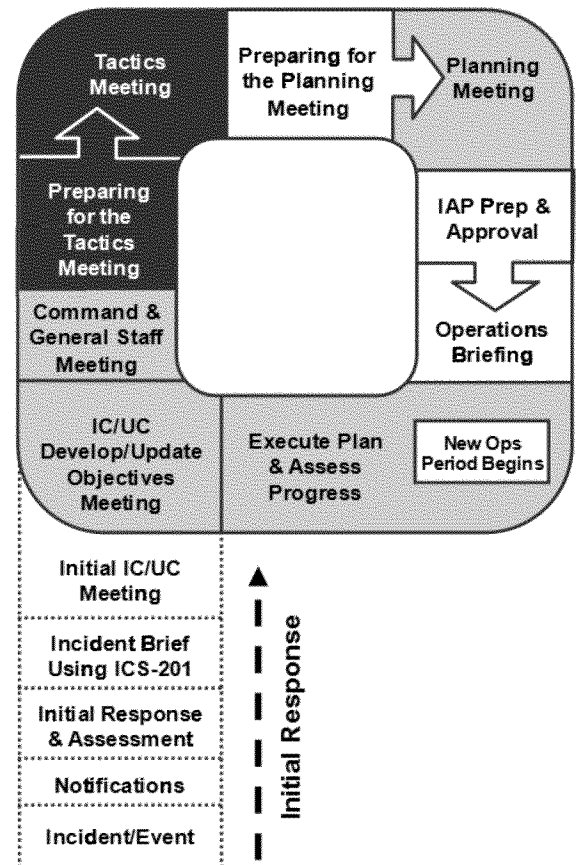 Tactics
Meeting
Preparing for
the Planning
Meeting
Planning
Meeting
Preparing
for the
Tactics
Meeting
IAP Prep &
Approval
Command &
General Staff
Meeting
Operations
Briefing
IC/UC
Develop/Update
Objectives
Meeting
Execute Plan
& Assess
Progress
New Ops
Period Begins
Initial IC/UC
Meeting
Incident Brief
Using ICS-201
Initial Response
& Assessment
Notifications
Incident/Event
Initial Response